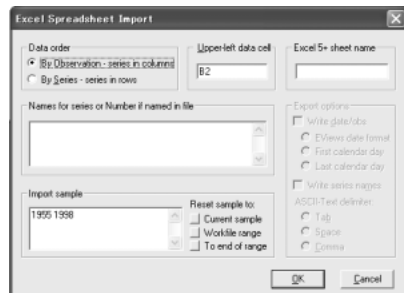 Excel Spreadsheet Import
Data order
By Observation - series in columns
By Series - series in rows
Upper-left data cell
B2
Excel 5+ sheet name
Names for series or Number if named in file
Import sample
1955 1998
Reset sample to:
Current sample
Workfile range
To end of range
Export options
Write date/obs
EViews date format
First calendar day
Last calendar day
Write series names
ASCII-Text delimiter:
Tab
Space
Comma
OK
Cancel